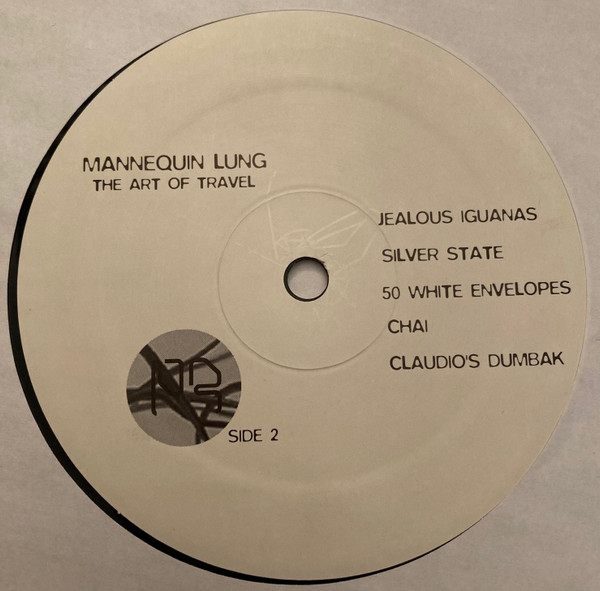 MANNEQUIN LUNG
THE ART OF TRAVEL
JEALOUS IGUANAS
SILVER STATE
50 WHITE ENVELOPES
CHAI
CLAUDIO'S DUMBAK
SIDE 2